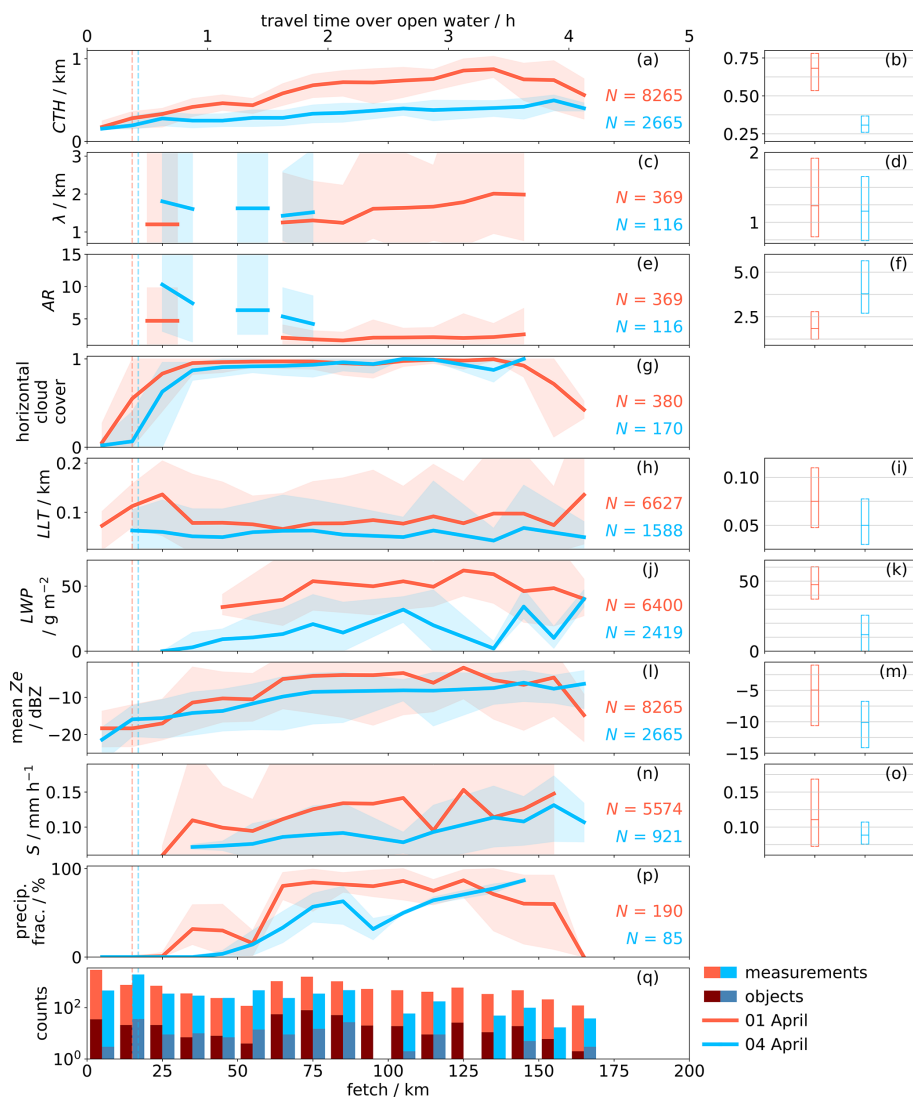 travel time over open water / h
0 1 2 3 4 5
CTH / km
1
0
(a)
N = 8265
N = 2665
(b)
0.75
0.50
0.25
λ / km
3
2
1
(c)
N = 369
N = 116
(d)
2
1
AR
15
10
5
(e)
N = 369
N = 116
(f)
5.0
2.5
horizontal
cloud
cover
1
0
(g)
N = 380
N = 170
LLT / km
0.2
0.1
(h)
N = 6627
N = 1588
(i)
0.10
0.05
LWP
/ g m⁻²
50
0
(j)
N = 6400
N = 2419
(k)
50
0
mean Ze
/ dBZ
−10
−20
(l)
N = 8265
N = 2665
(m)
−5
−10
−15
S / mm h⁻¹
0.15
0.10
(n)
N = 5574
N = 921
(o)
0.15
0.10
precip.
frac. / %
100
0
(p)
N = 190
N = 85
counts
10²
10⁰
(q)
0 25 50 75 100 125 150 175 200
fetch / km
measurements
objects
01 April
04 April